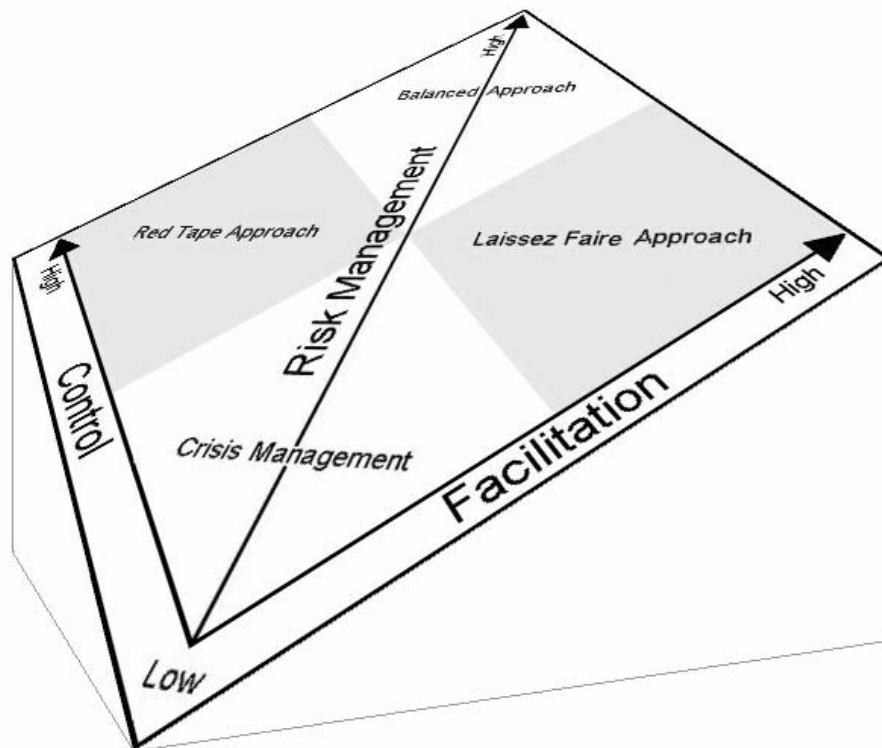 High
Balanced Approach
Red Tape Approach
Risk Management
Laissez Faire Approach
High
High
Control
Crisis Management
Facilitation
Low